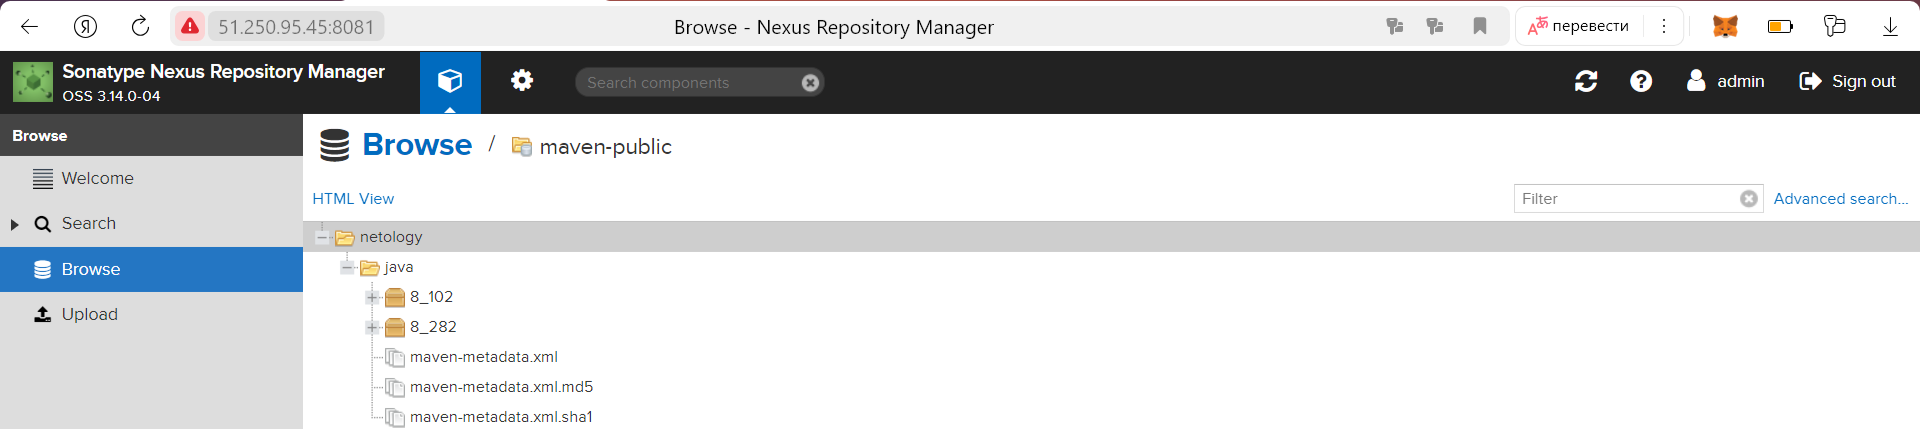 51.250.95.45:8081
Browse - Nexus Repository Manager
перевести
Sonatype Nexus Repository Manager
OSS 3.14.0-04
Search components
admin
Sign out
Browse
Welcome
Search
Browse
Upload
Browse / maven-public
HTML View
Filter
Advanced search...
netology
java
8_102
8_282
maven-metadata.xml
maven-metadata.xml.md5
maven-metadata.xml.sha1